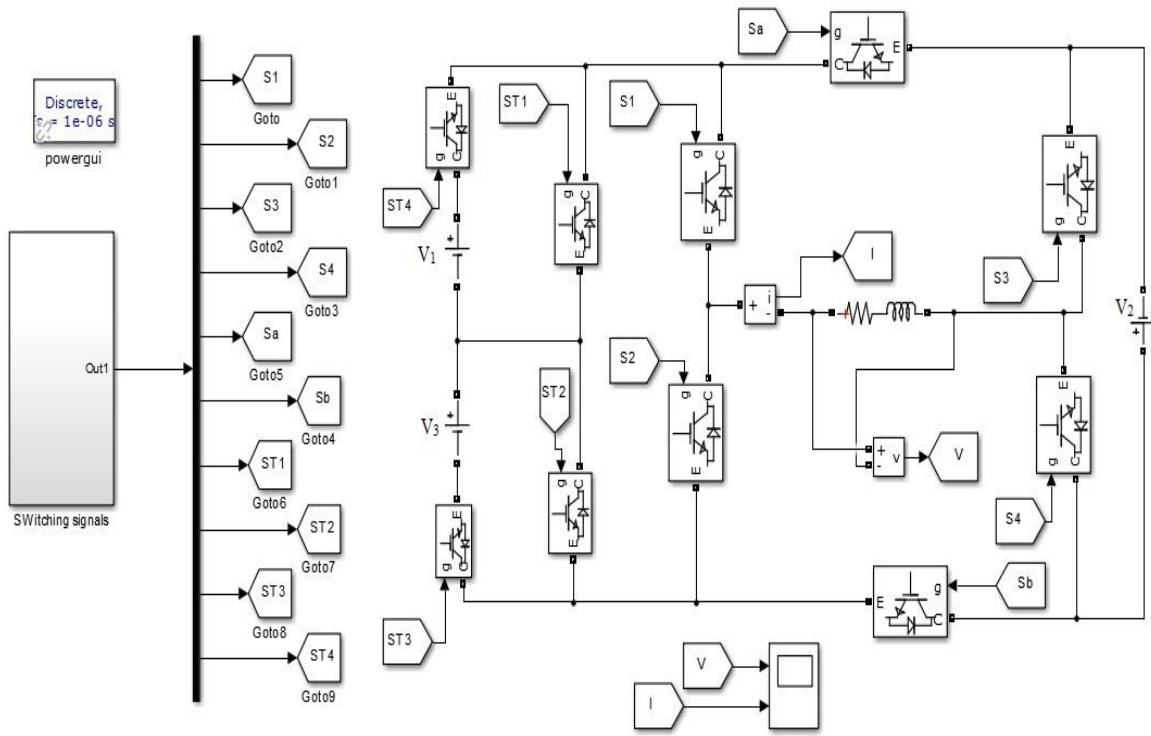 Discrete,
Ts = 1e-06 s
powergui
Out1
SWitching signals
S1
Goto
S2
Goto1
S3
Goto2
S4
Goto3
Sa
Goto5
Sb
Goto4
ST1
Goto6
ST2
Goto7
ST3
Goto8
ST4
Goto9
Sa
g
C
E
E
C
g
ST4
ST1
g
C
E
S1
g
C
E
E
C
g
S3
+
V1
I
+
i
-
V2
+
S2
g
C
E
ST2
g
C
E
+
V3
+
-
v
V
E
C
g
S4
E
C
g
ST3
E
g
C
Sb
V
I